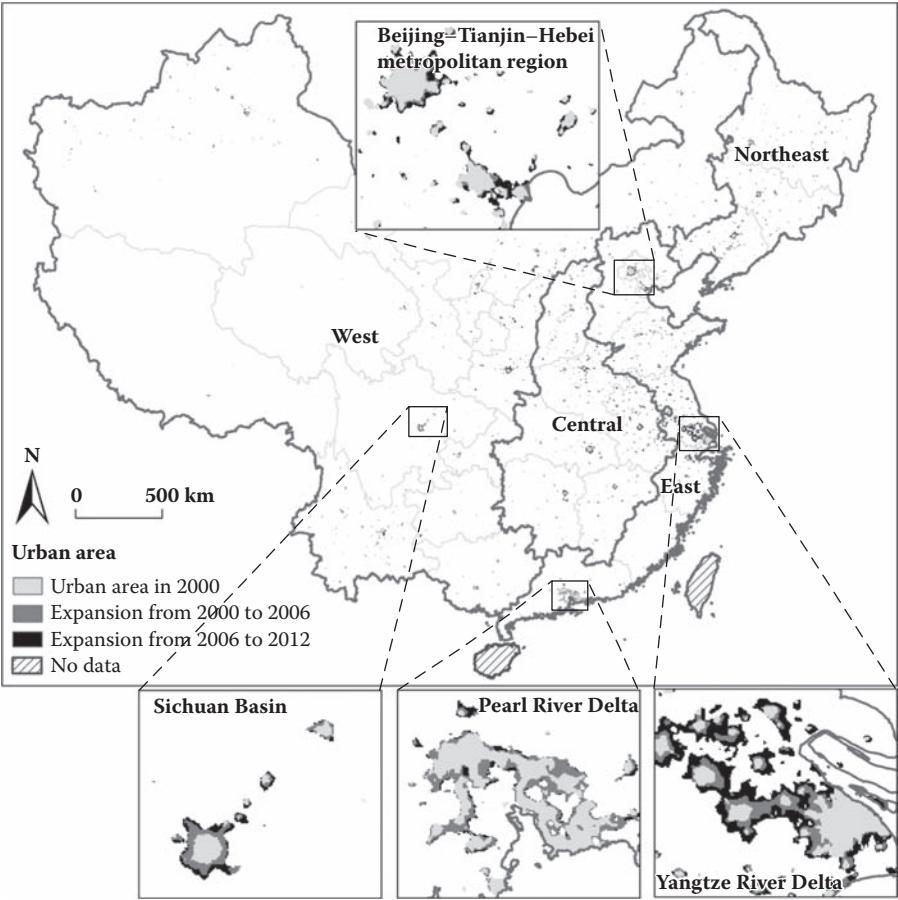 Beijing–Tianjin–Hebei
metropolitan region
Northeast
West
Central
East
N
0 500 km
Urban area
Urban area in 2000
Expansion from 2000 to 2006
Expansion from 2006 to 2012
No data
Sichuan Basin
Pearl River Delta
Yangtze River Delta